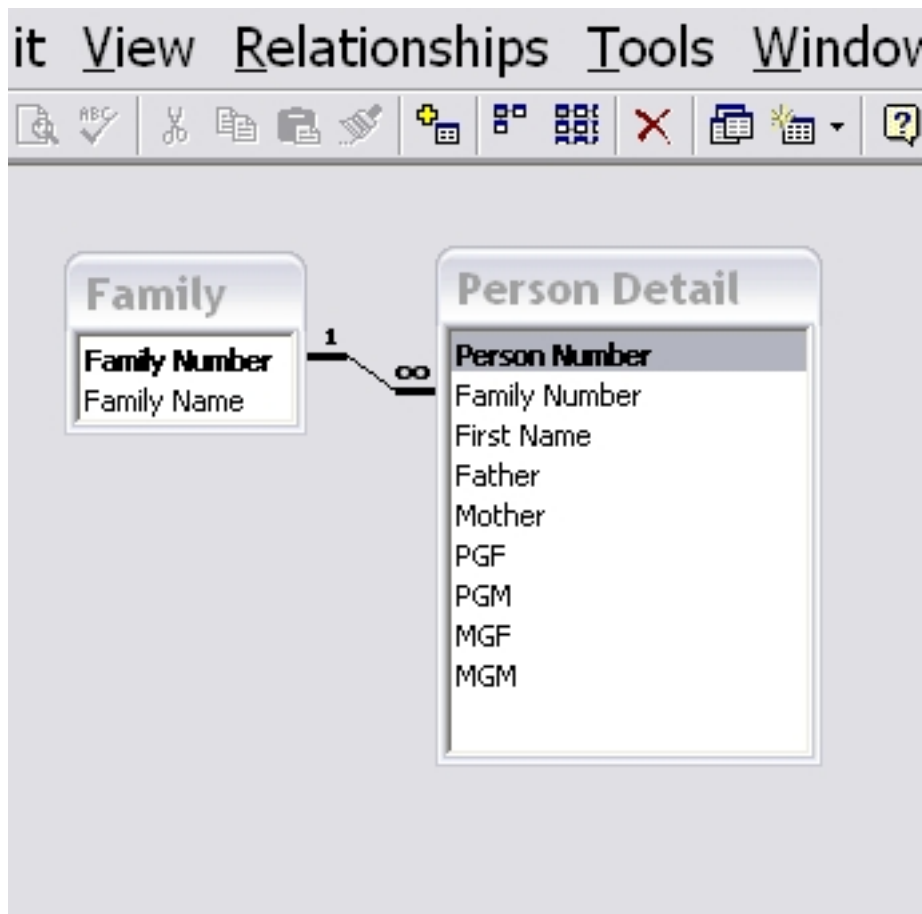 it View Relationships Tools Window
ABC
Family
Family Number
Family Name
1
∞
Person Detail
Person Number
Family Number
First Name
Father
Mother
PGF
PGM
MGF
MGM